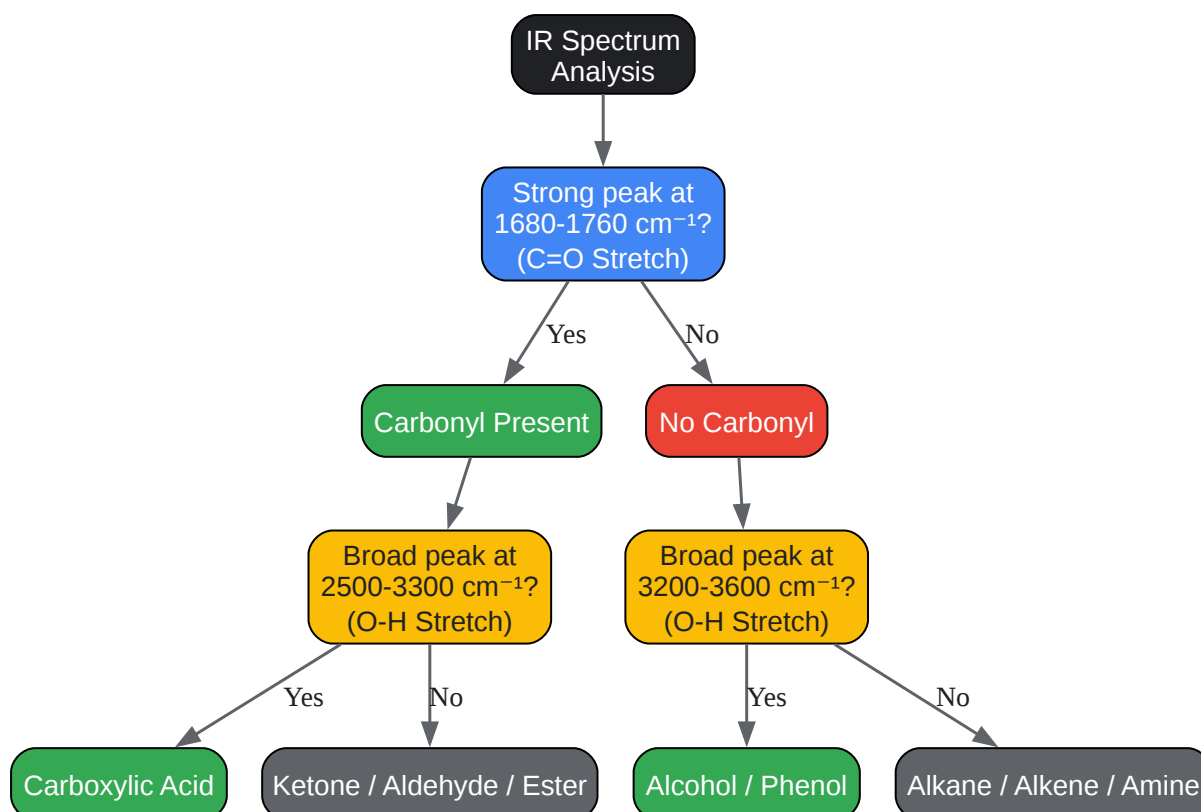 IR Spectrum
Analysis
Strong peak at
1680-1760 cm⁻¹?
(C=O Stretch)
Yes
No
Carbonyl Present
No Carbonyl
Broad peak at
2500-3300 cm⁻¹?
(O-H Stretch)
Broad peak at
3200-3600 cm⁻¹?
(O-H Stretch)
Yes
No
Yes
No
Carboxylic Acid
Ketone / Aldehyde / Ester
Alcohol / Phenol
Alkane / Alkene / Amine